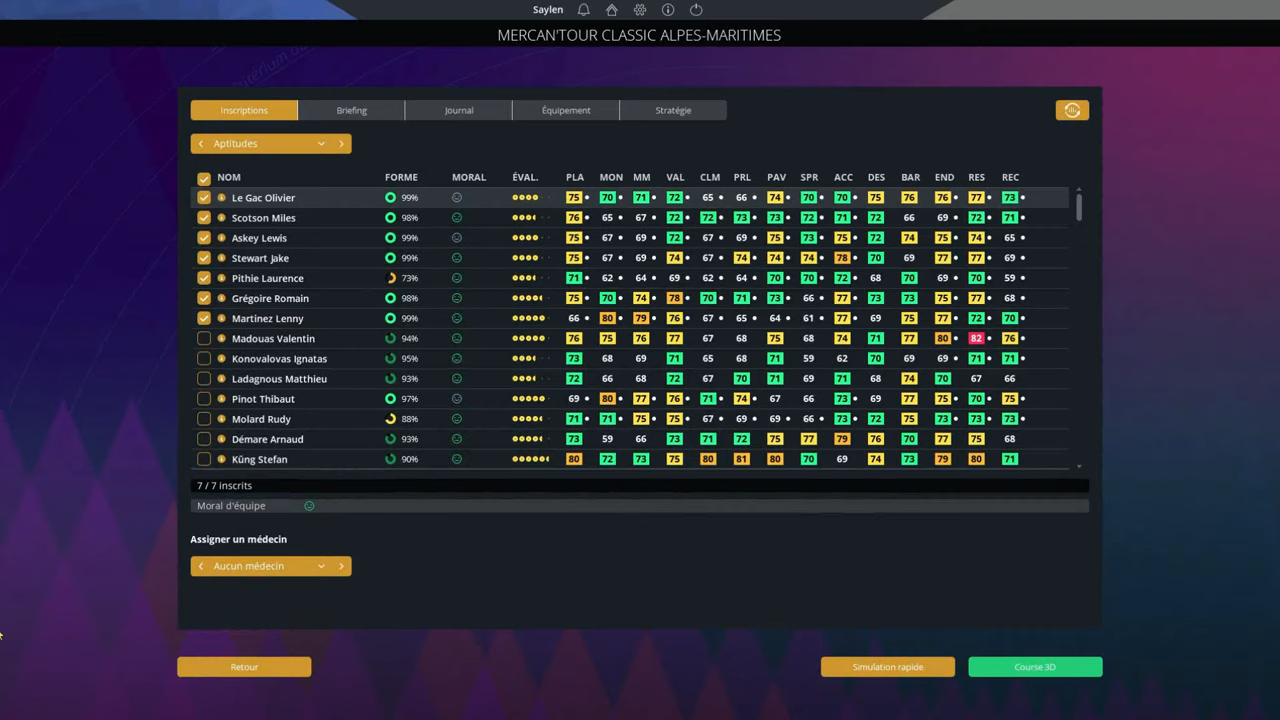 Saylen
MERCAN'TOUR CLASSIC ALPES-MARITIMES
Inscriptions Briefing Journal Équipement Stratégie
Aptitudes
NOM FORME MORAL ÉVAL. PLA MON MM VAL CLM PRL PAV SPR ACC DES BAR END RES REC
Le Gac Olivier 99% 75 70 71 72 65 66 74 70 70 76 76 76 77 73
Scotson Miles 98% 76 65 67 72 72 73 73 72 71 72 66 69 72 71
Askey Lewis 99% 75 67 69 72 67 69 75 73 75 72 74 75 74 65
Stewart Jake 99% 75 67 69 74 67 74 74 74 78 70 69 77 77 69
Pithie Laurence 73% 71 62 64 69 62 64 70 70 72 68 70 69 70 59
Grégoire Romain 98% 75 70 74 78 70 71 73 66 77 73 73 75 77 68
Martinez Lenny 99% 66 80 79 76 67 65 64 61 77 69 75 77 72 70
Madouas Valentin 94% 76 75 76 77 67 68 75 68 74 71 77 80 82 76
Konovalovas Ignatas 95% 73 68 69 71 65 68 71 59 62 70 69 69 71 71
Ladagnous Matthieu 93% 72 66 68 72 67 70 71 69 71 68 74 70 67 66
Pinot Thibaut 97% 69 80 77 76 71 74 67 66 73 69 76 75 70 75
Molard Rudy 88% 71 71 75 75 67 69 69 66 73 72 75 73 73 73
Démare Arnaud 93% 73 59 66 73 71 72 75 77 79 76 70 77 75 68
Küng Stefan 90% 80 72 73 75 80 81 80 70 69 74 73 79 80 71
7 / 7 inscrits
Moral d'équipe
Assigner un médecin
Aucun médecin
Retour Simulation rapide Course 3D